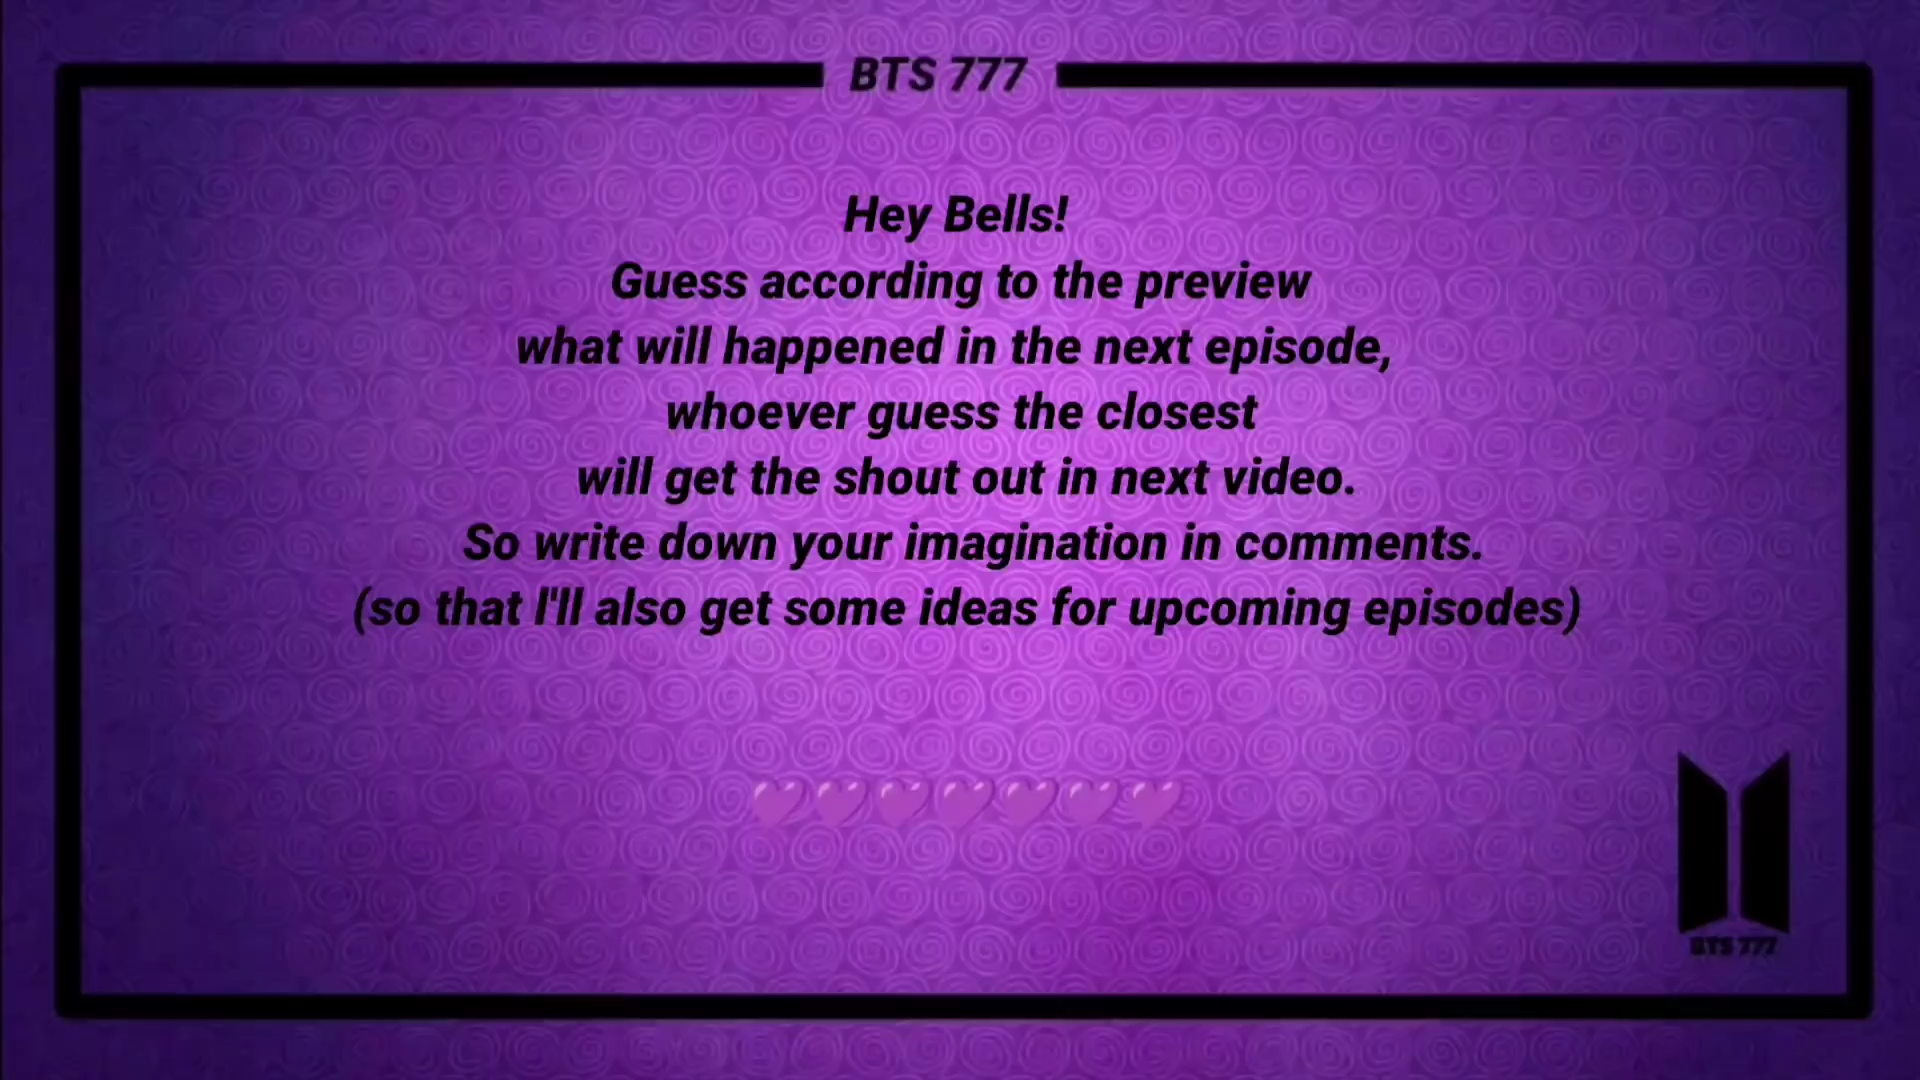 BTS 777
Hey Bells!
Guess according to the preview
what will happened in the next episode,
whoever guess the closest
will get the shout out in next video.
So write down your imagination in comments.
(so that I'll also get some ideas for upcoming episodes)
💜💜💜💜💜💜💜
BTS 777